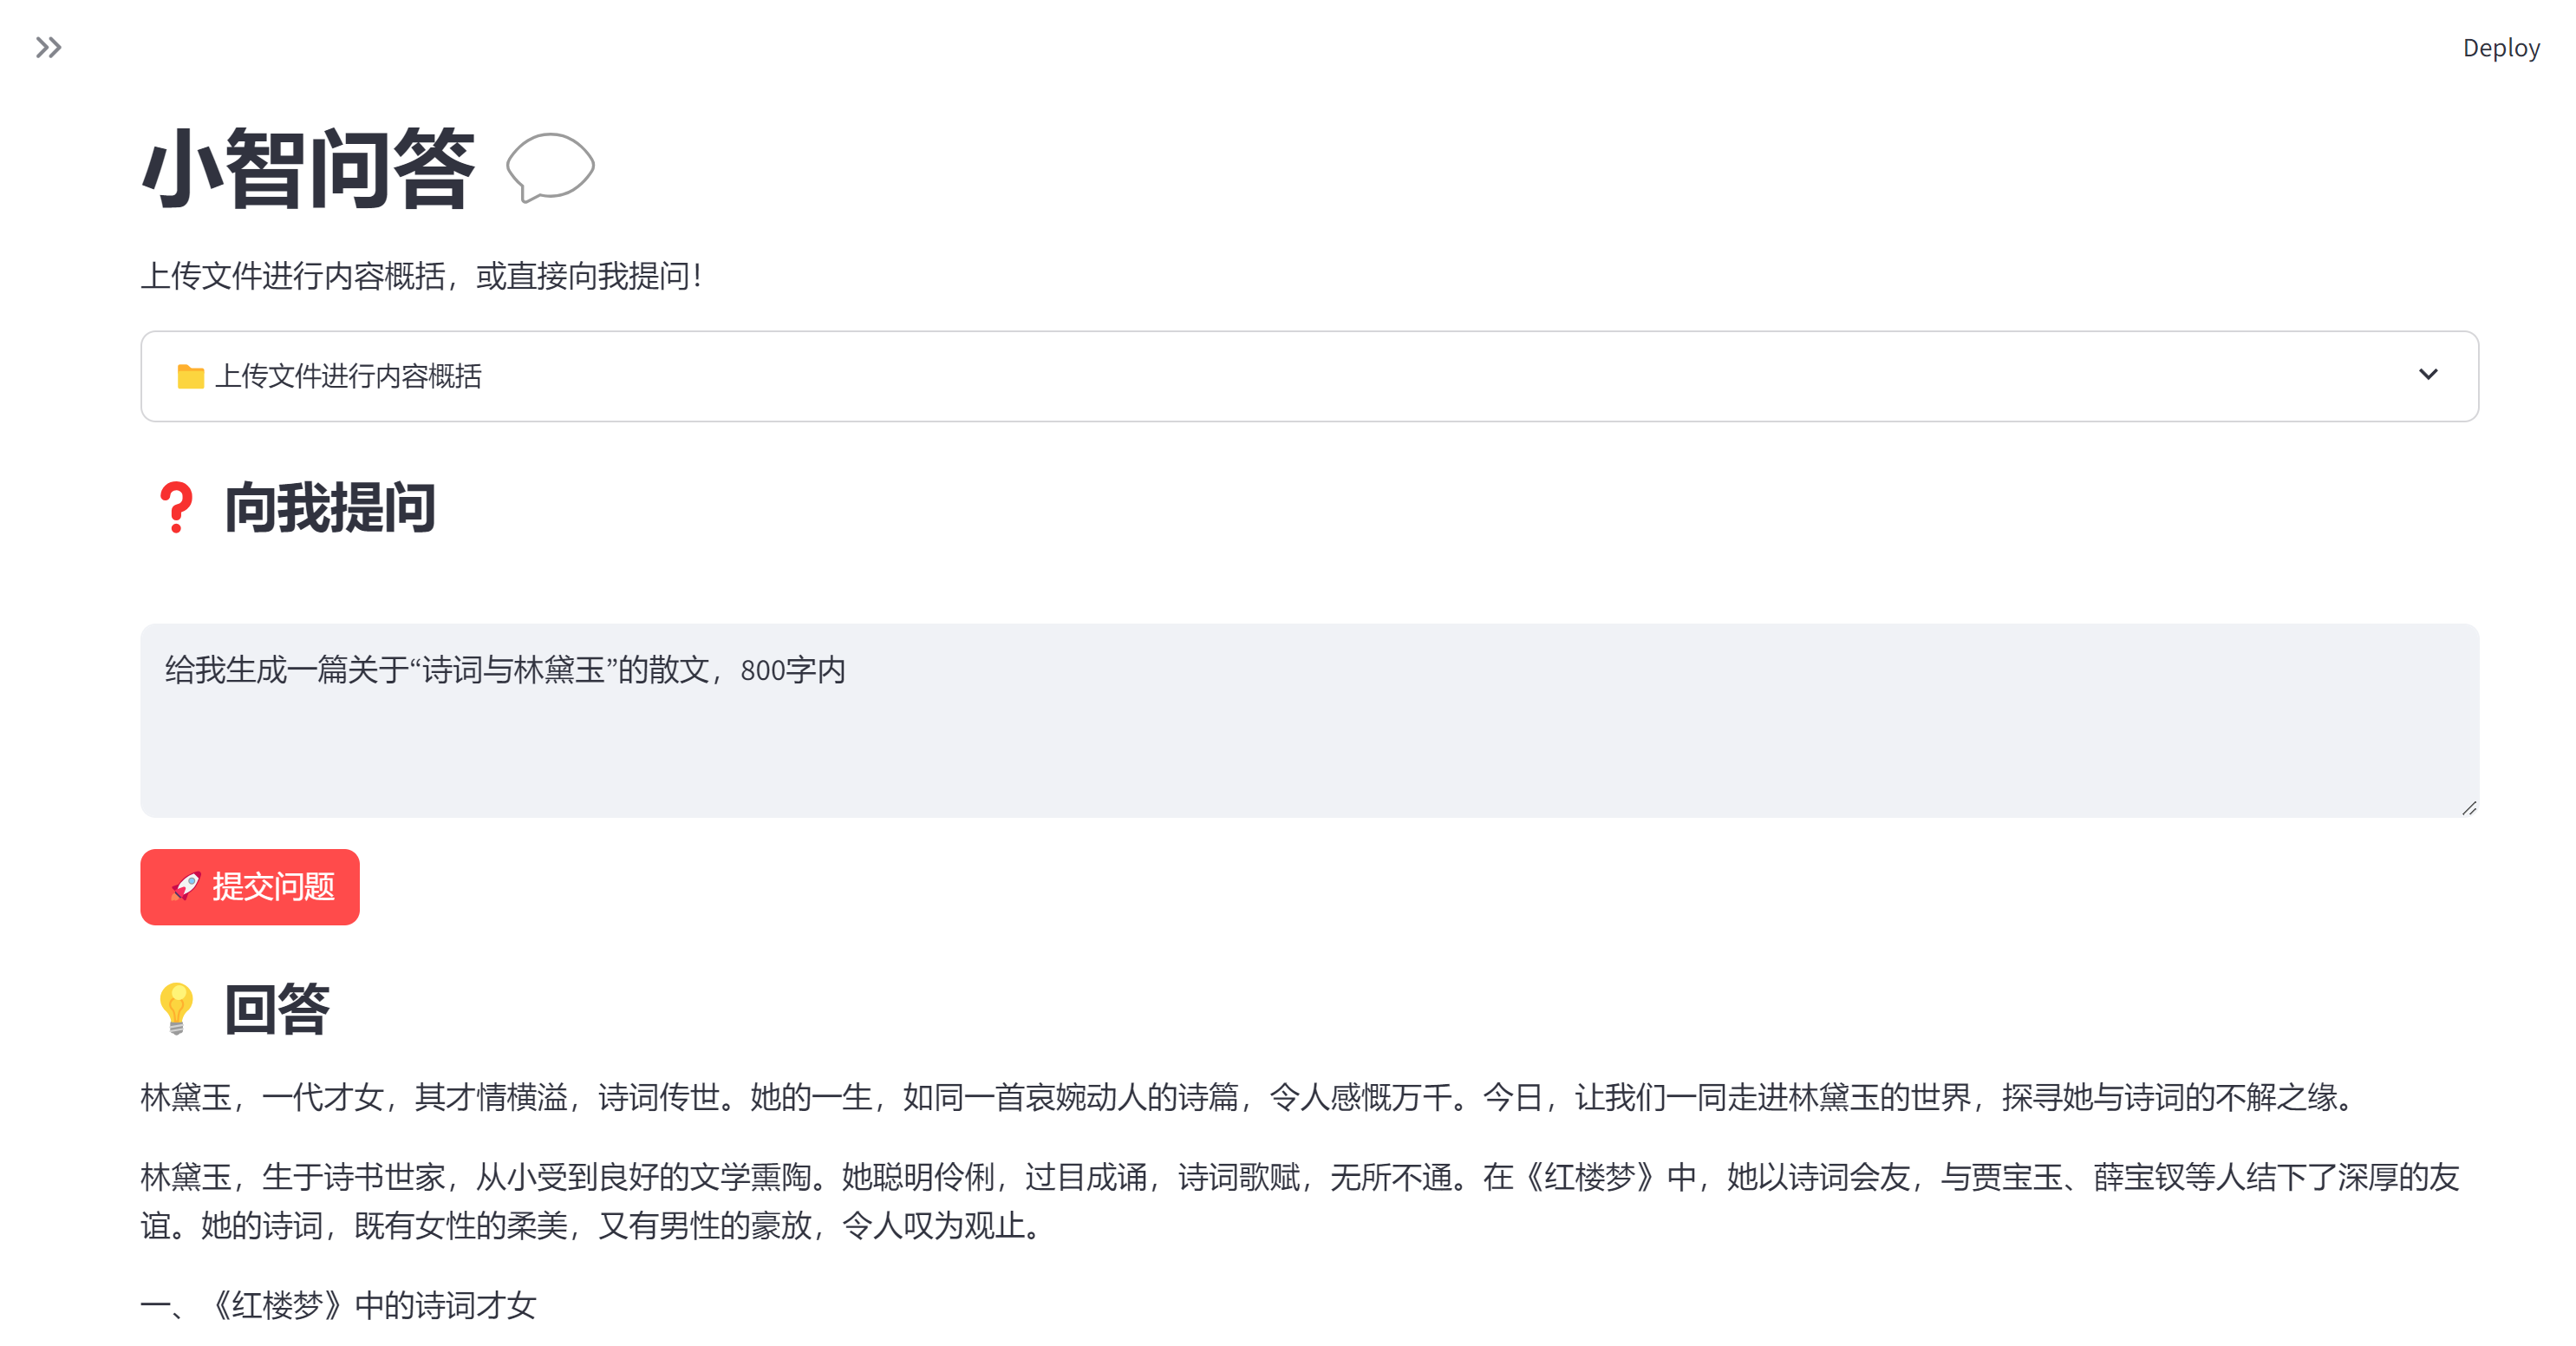 Deploy
小智问答
上传文件进行内容概括，或直接向我提问！
上传文件进行内容概括
向我提问
给我生成一篇关于“诗词与林黛玉”的散文，800字内
提交问题
回答
林黛玉，一代才女，其才情横溢，诗词传世。她的一生，如同一首哀婉动人的诗篇，令人感慨万千。今日，让我们一同走进林黛玉的世界，探寻她与诗词的不解之缘。
林黛玉，生于诗书世家，从小受到良好的文学熏陶。她聪明伶俐，过目成诵，诗词歌赋，无所不通。在《红楼梦》中，她以诗词会友，与贾宝玉、薛宝钗等人结下了深厚的友
谊。她的诗词，既有女性的柔美，又有男性的豪放，令人叹为观止。
一、《红楼梦》中的诗词才女